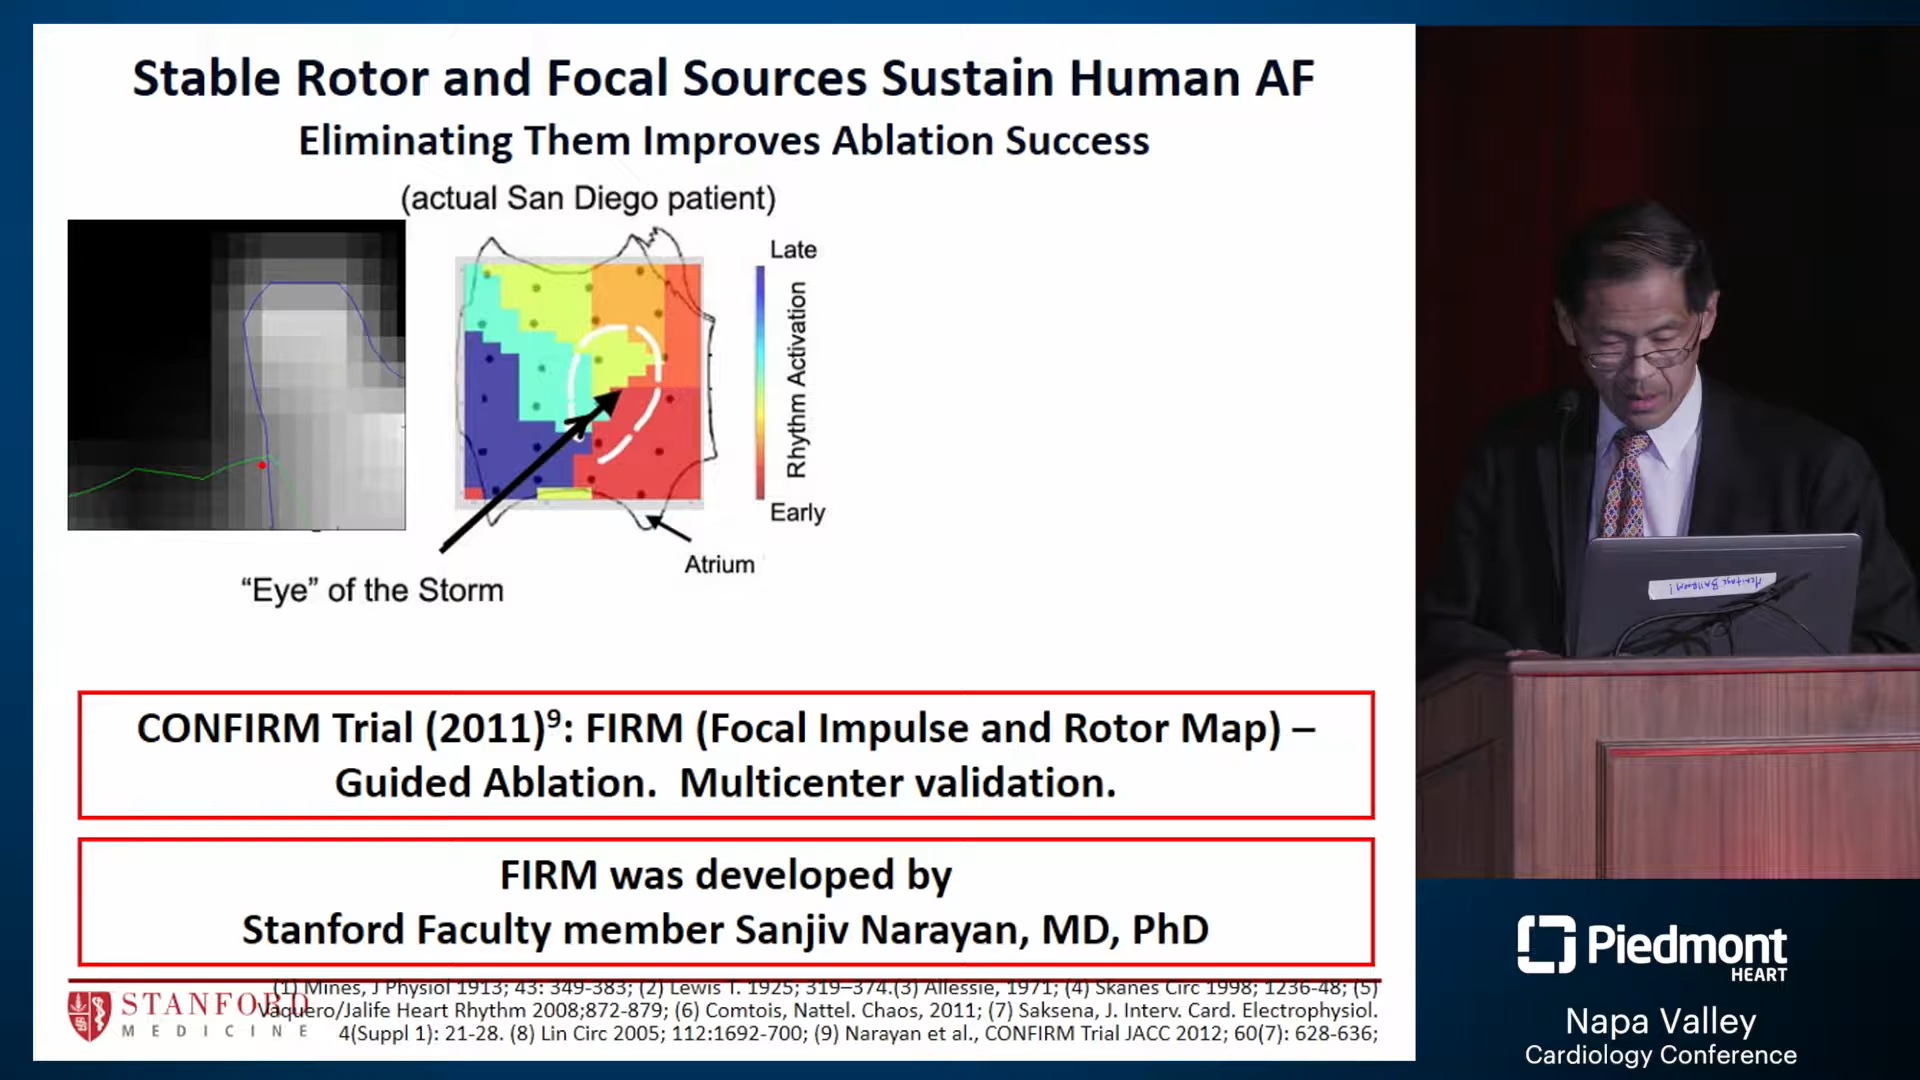 Stable Rotor and Focal Sources Sustain Human AF
Eliminating Them Improves Ablation Success
(actual San Diego patient)
Late
Rhythm Activation
Early
Atrium
“Eye” of the Storm
CONFIRM Trial (2011)⁹: FIRM (Focal Impulse and Rotor Map) –
Guided Ablation.  Multicenter validation.
FIRM was developed by
Stanford Faculty member Sanjiv Narayan, MD, PhD
(1) Mines, J Physiol 1913; 43: 349-383; (2) Lewis T. 1925; 319–374.(3) Allessie, 1971; (4) Skanes Circ 1998; 1236-48; (5)
Vaquero/Jalife Heart Rhythm 2008;872-879; (6) Comtois, Nattel. Chaos, 2011; (7) Saksena, J. Interv. Card. Electrophysiol.
4(Suppl 1): 21-28. (8) Lin Circ 2005; 112:1692-700; (9) Narayan et al., CONFIRM Trial JACC 2012; 60(7): 628-636;
STANFORD
MEDICINE
Heritage Ballroom!
Piedmont
HEART
Napa Valley
Cardiology Conference